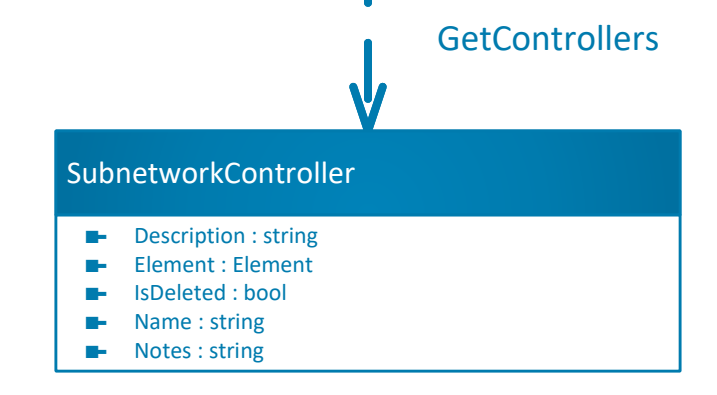 GetControllers
SubnetworkController
Description : string
Element : Element
IsDeleted : bool
Name : string
Notes : string